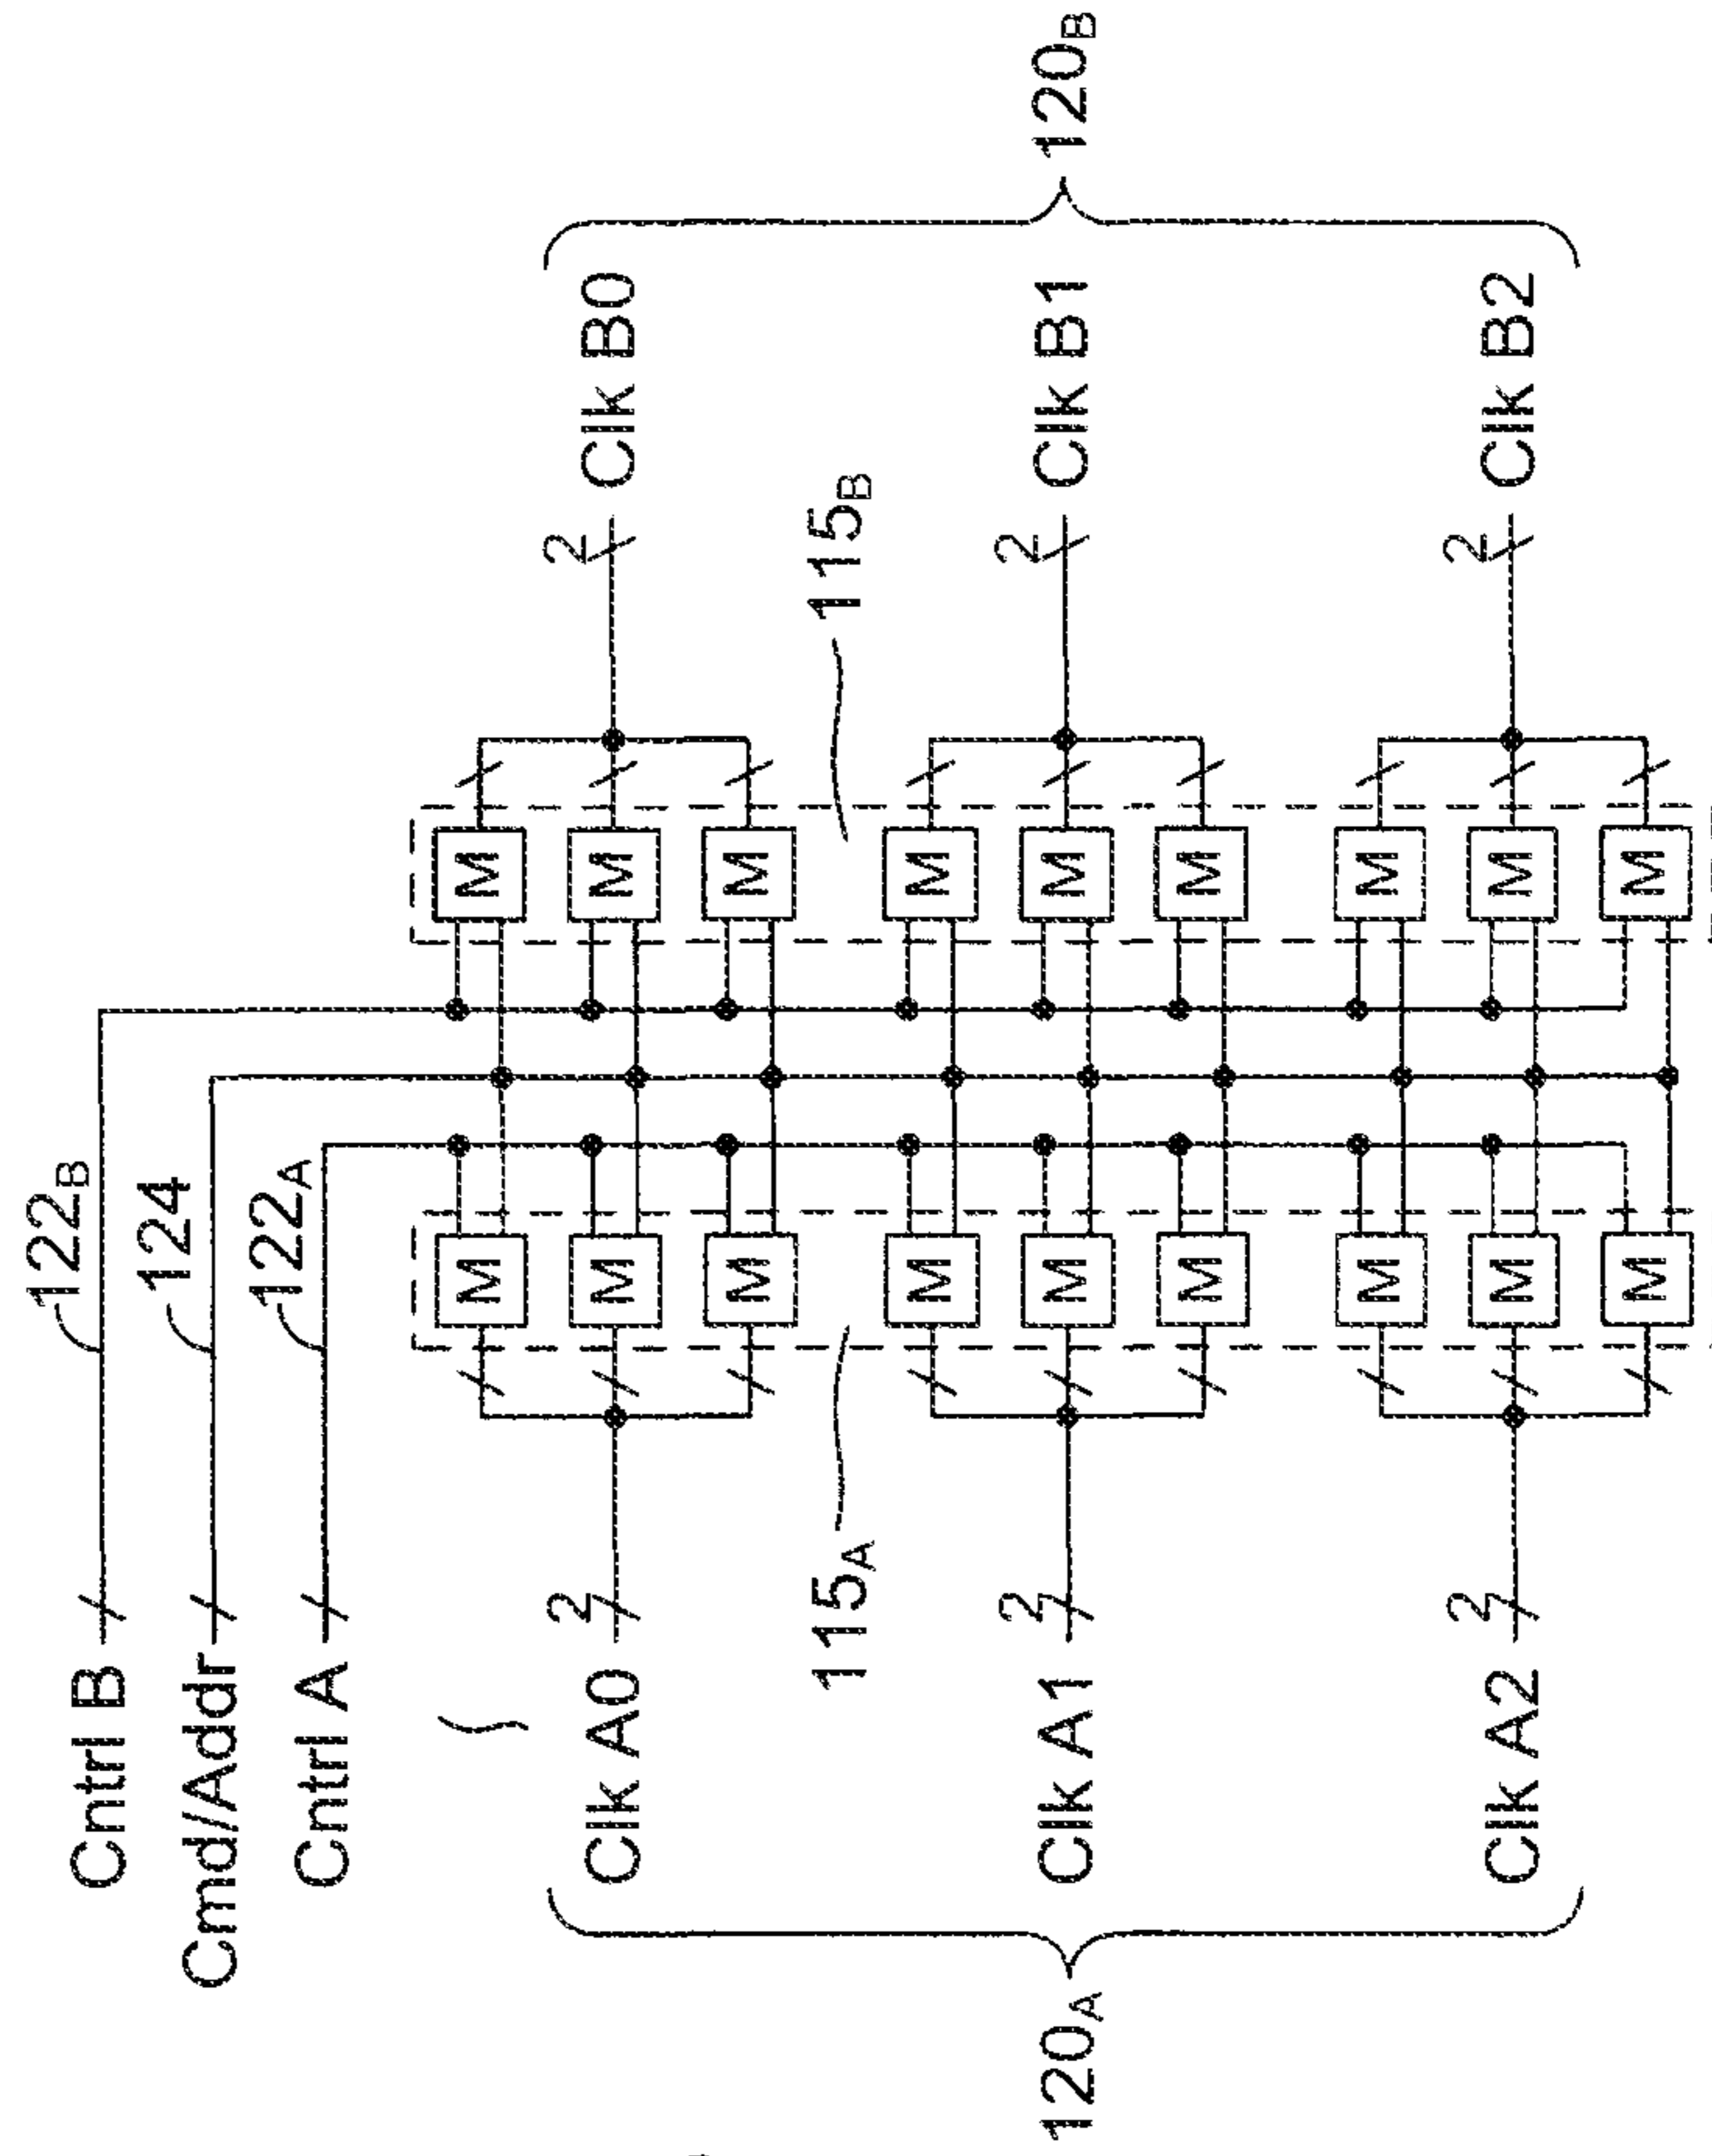 122B
Cntrl B
124
Cmd/Addr
122A
Cntrl A
M M
2 2
Clk A0 M M Clk B0
M M
115A 115B
M M
2 2
120A Clk A1 M M Clk B1 120B
M M
M M
2 2
Clk A2 M M Clk B2
M M